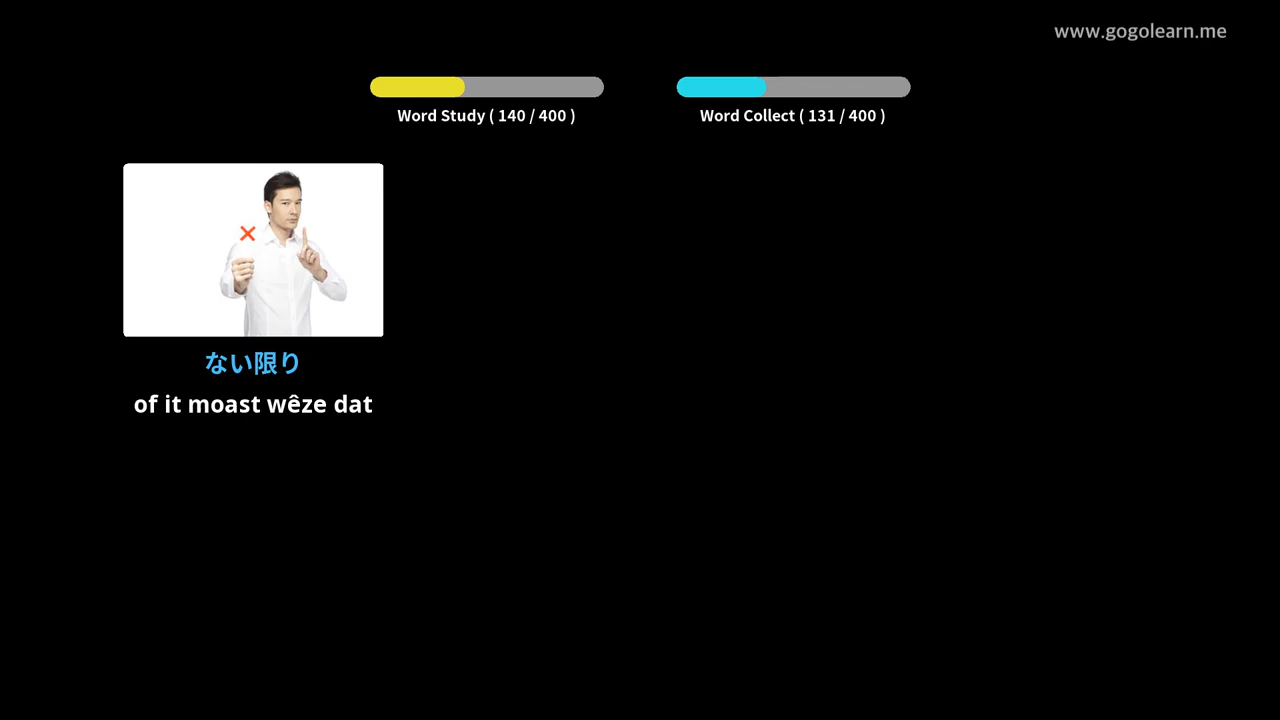 www.gogolearn.me
Word Study ( 140 / 400 )
Word Collect ( 131 / 400 )
ない限り
of it moast wêze dat